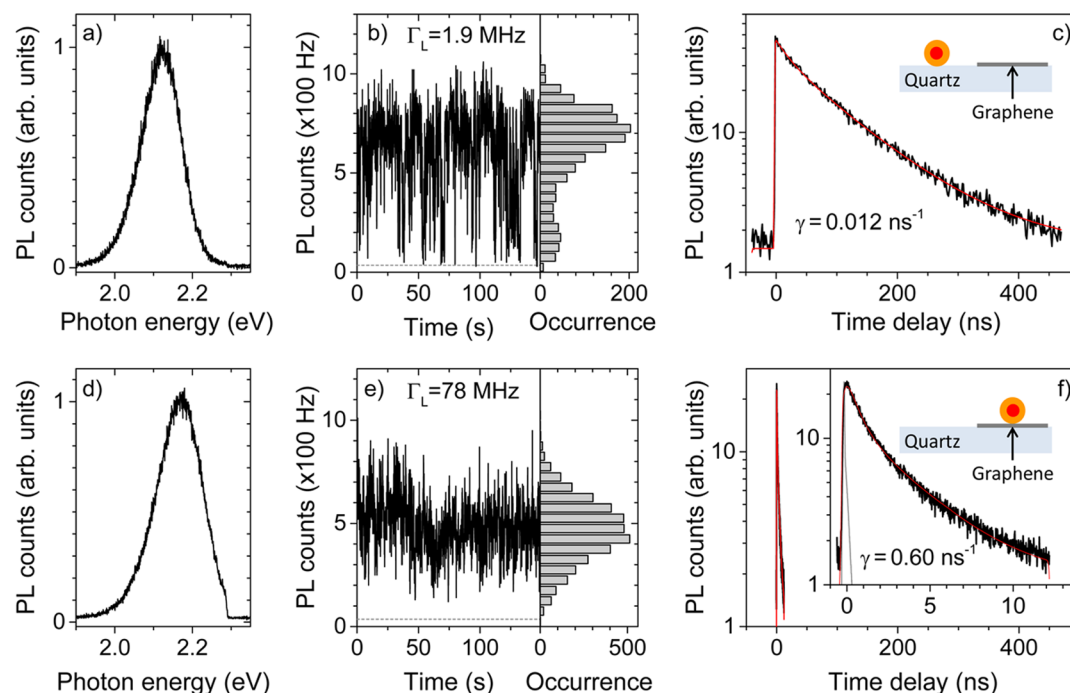 a)
PL counts (arb. units)
1
0
2.0 2.2
Photon energy (eV)
b) Γ_L=1.9 MHz
PL counts (x100 Hz)
10
5
0
0 50 100 0 200
Time (s) Occurrence
c)
PL counts (arb. units)
10
1
Quartz
Graphene
γ = 0.012 ns⁻¹
0 200 400
Time delay (ns)
d)
PL counts (arb. units)
1
0
2.0 2.2
Photon energy (eV)
e) Γ_L=78 MHz
PL counts (x100 Hz)
10
5
0
0 50 100 0 500
Time (s) Occurrence
f)
PL counts (arb. units)
10
1
10
1
Quartz
Graphene
γ = 0.60 ns⁻¹
0 5 10
0 200 400
Time delay (ns)